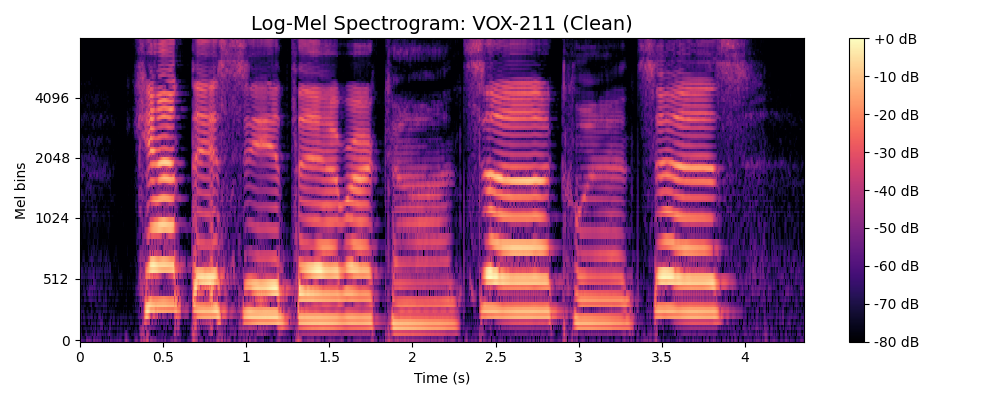 Log-Mel Spectrogram: VOX-211 (Clean)
Mel bins
4096
2048
1024
512
0
0 0.5 1 1.5 2 2.5 3 3.5 4
Time (s)
+0 dB
-10 dB
-20 dB
-30 dB
-40 dB
-50 dB
-60 dB
-70 dB
-80 dB